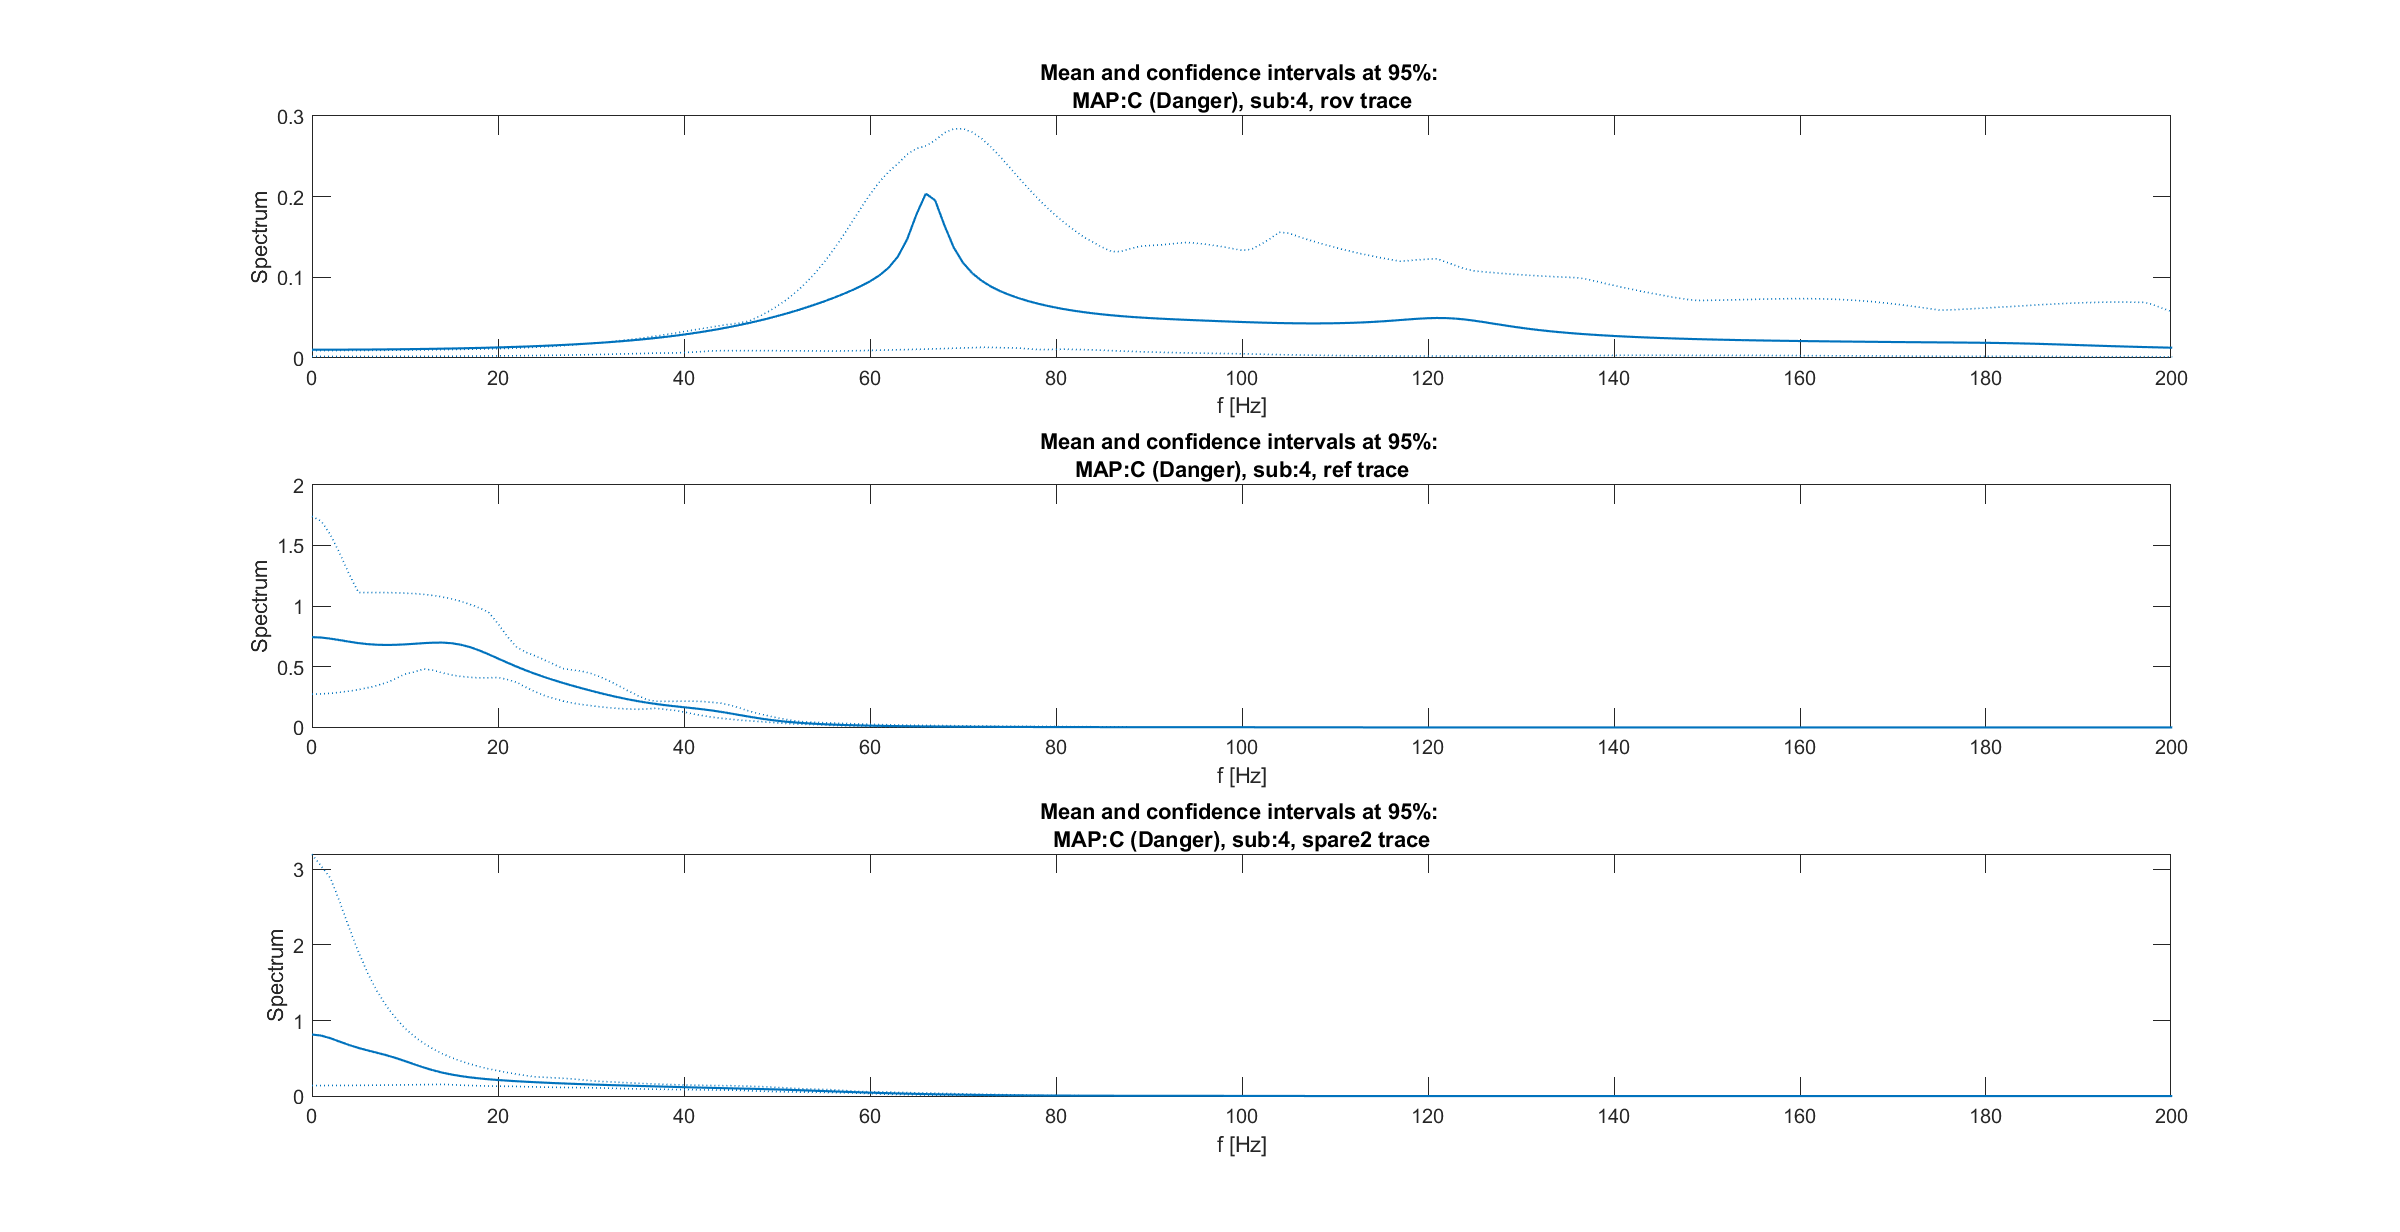 Mean and confidence intervals at 95%:
MAP:C (Danger), sub:4, rov trace
0.3
0.2
0.1
0
Spectrum
0 20 40 60 80 100 120 140 160 180 200
f [Hz]
Mean and confidence intervals at 95%:
MAP:C (Danger), sub:4, ref trace
2
1.5
1
0.5
0
Spectrum
0 20 40 60 80 100 120 140 160 180 200
f [Hz]
Mean and confidence intervals at 95%:
MAP:C (Danger), sub:4, spare2 trace
3
2
1
0
Spectrum
0 20 40 60 80 100 120 140 160 180 200
f [Hz]